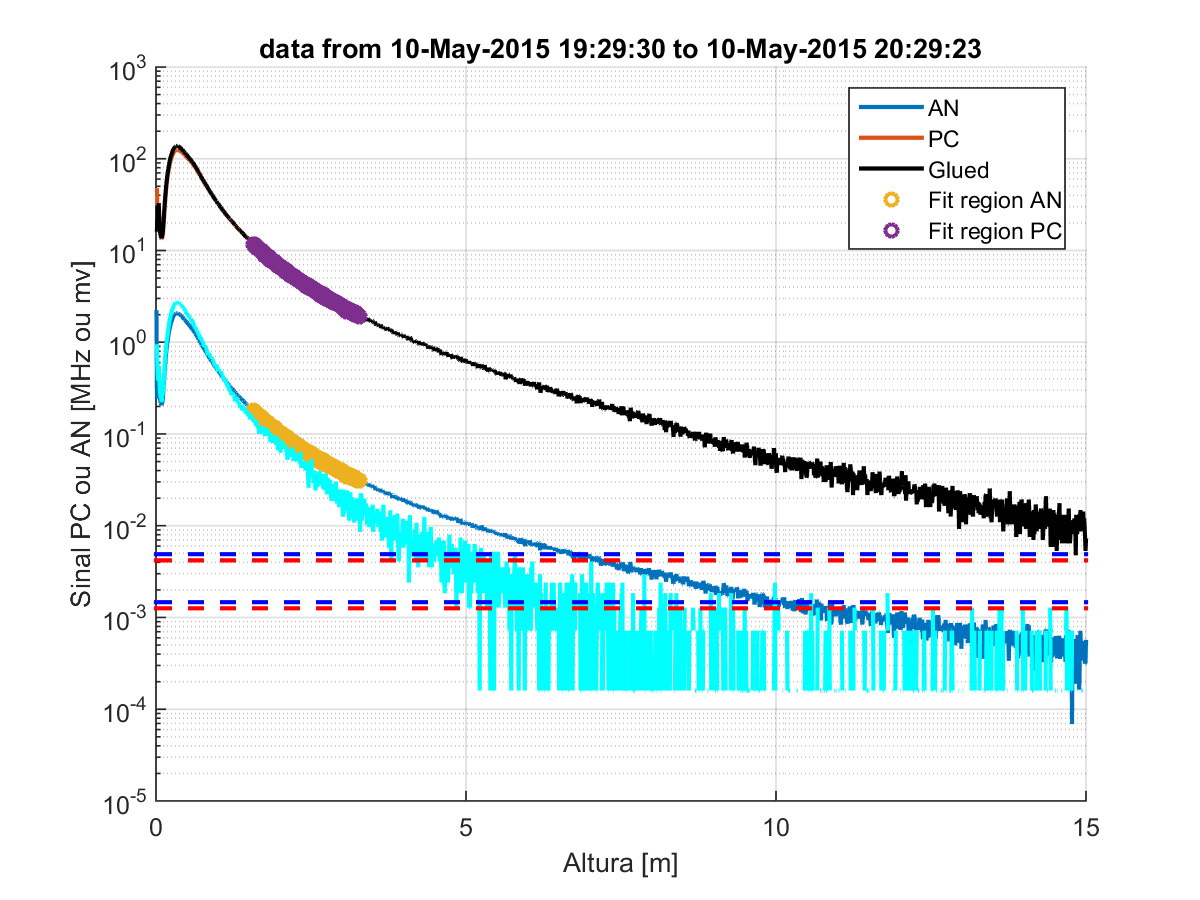 data from 10-May-2015 19:29:30 to 10-May-2015 20:29:23
10^3
10^2
10^1
10^0
10^-1
10^-2
10^-3
10^-4
10^-5
Sinal PC ou AN [MHz ou mv]
AN
PC
Glued
Fit region AN
Fit region PC
0 5 10 15
Altura [m]